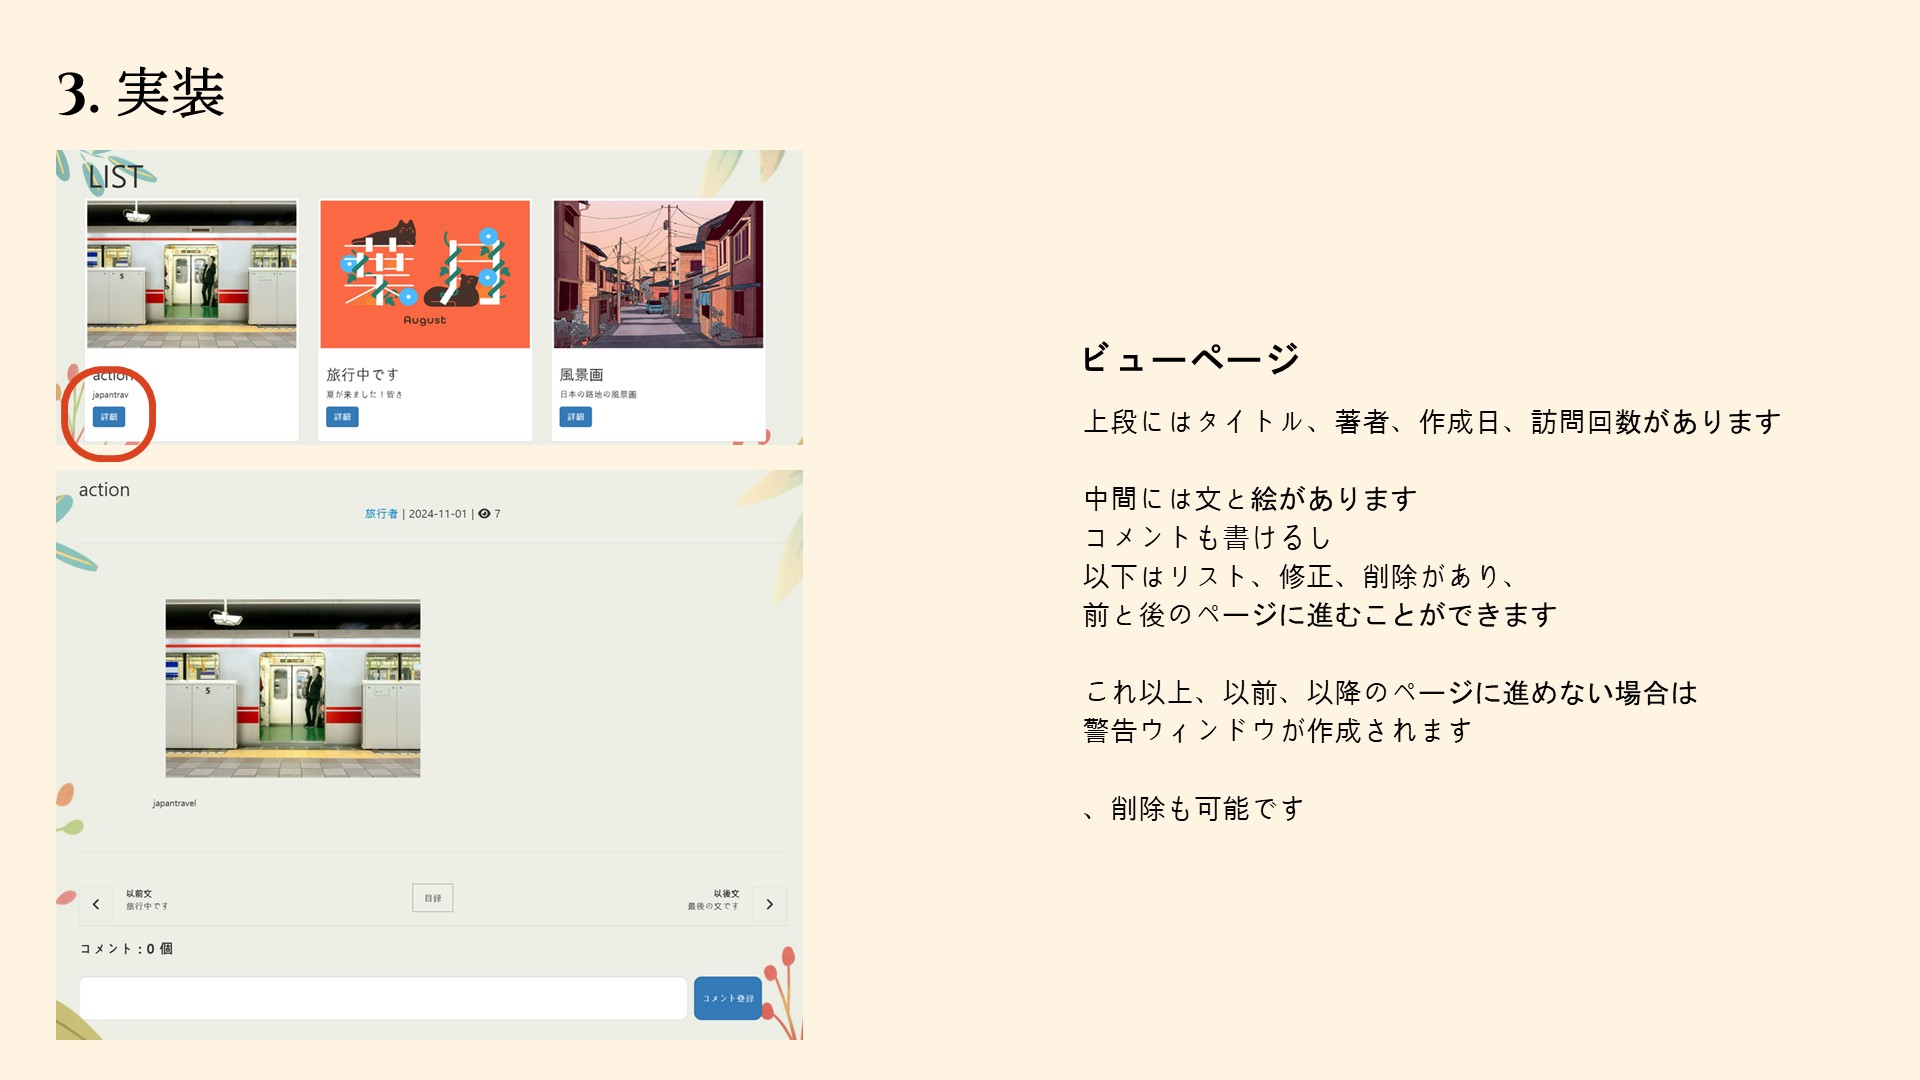 3. 実装
LIST
5
葉月
August
action
japantrav
詳細
旅行中です
夏が来ました！皆さ
詳細
風景画
日本の路地の風景画
詳細
action
旅行者 | 2024-11-01 | 7
5
japantravel
以前文
旅行中です
目録
以後文
最後の文です
コメント : 0 個
コメント登録
ビューページ
上段にはタイトル、著者、作成日、訪問回数があります
中間には文と絵があります
コメントも書けるし
以下はリスト、修正、削除があり、
前と後のページに進むことができます
これ以上、以前、以降のページに進めない場合は
警告ウィンドウが作成されます
、削除も可能です